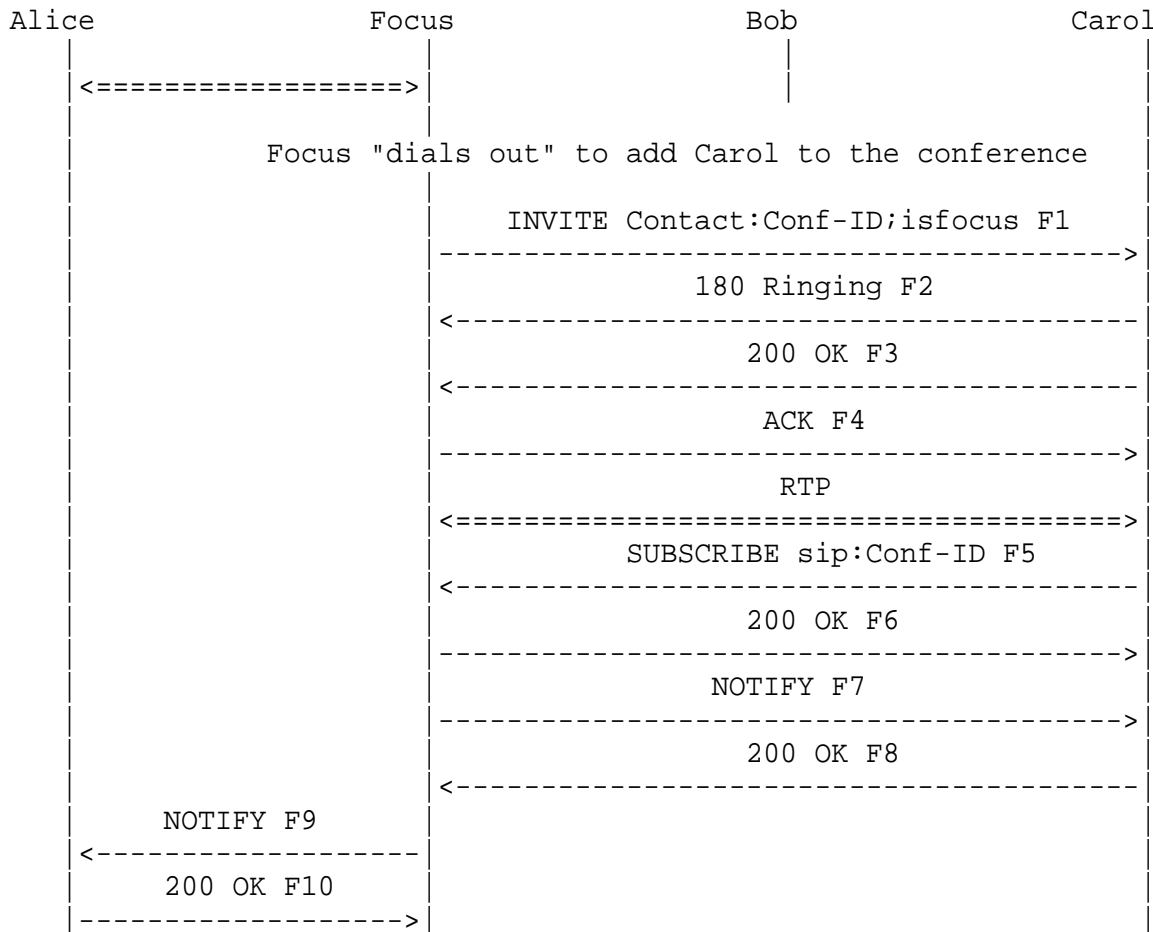 Alice Focus Bob Carol
Focus "dials out" to add Carol to the conference
INVITE Contact:Conf-ID;isfocus F1
180 Ringing F2
200 OK F3
ACK F4
RTP
SUBSCRIBE sip:Conf-ID F5
200 OK F6
NOTIFY F7
200 OK F8
NOTIFY F9
200 OK F10